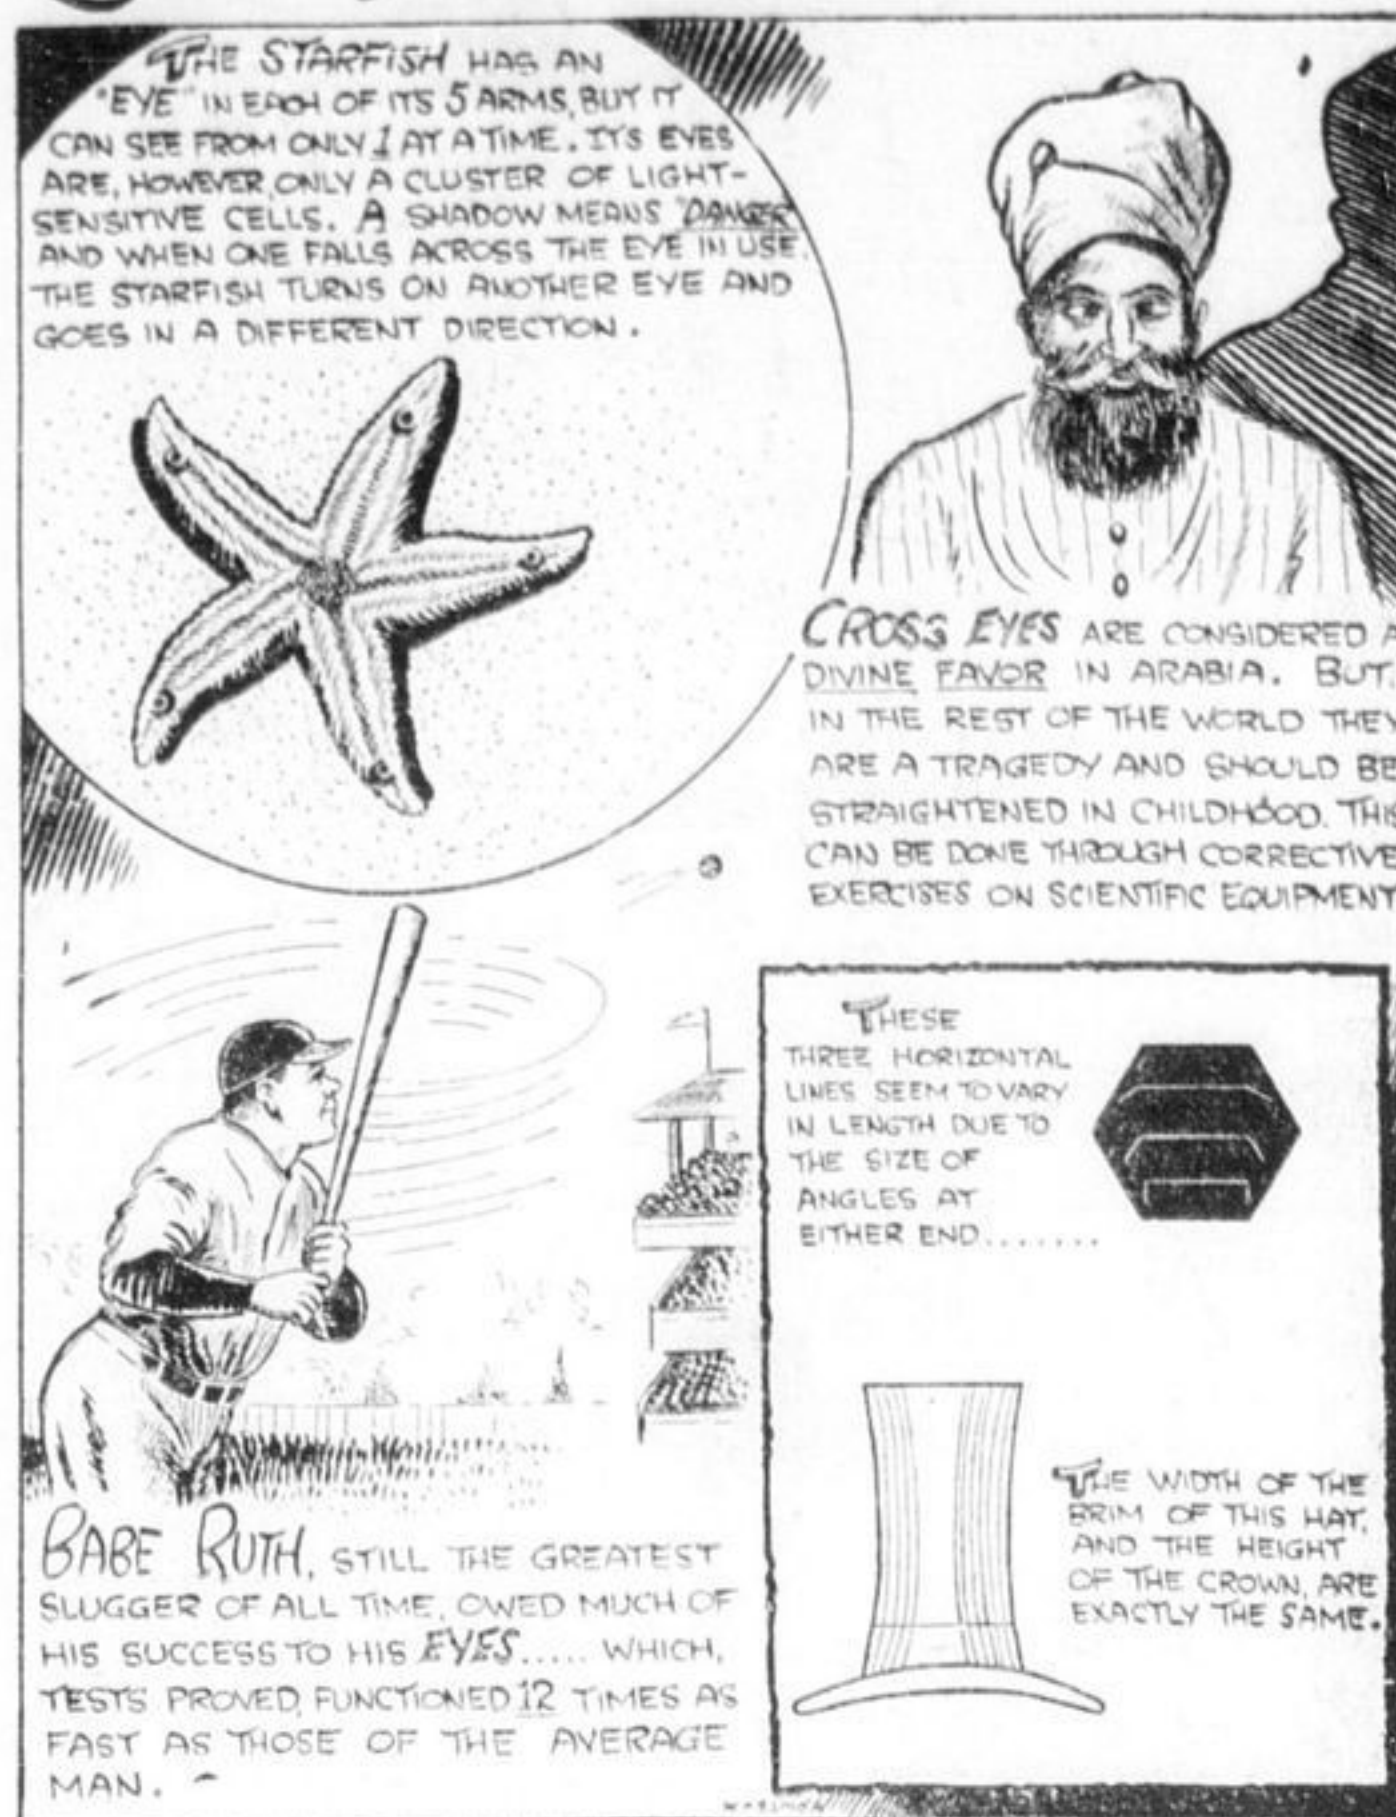 THE STARFISH HAS AN
"EYE" IN EACH OF ITS 5 ARMS, BUT IT
CAN SEE FROM ONLY 1 AT A TIME. IT'S EYES
ARE, HOWEVER, ONLY A CLUSTER OF LIGHT-
SENSITIVE CELLS. A SHADOW MEANS "DANGER"
AND WHEN ONE FALLS ACROSS THE EYE IN USE,
THE STARFISH TURNS ON ANOTHER EYE AND
GOES IN A DIFFERENT DIRECTION.
CROSS EYES ARE CONSIDERED A
DIVINE FAVOR IN ARABIA. BUT,
IN THE REST OF THE WORLD THEY
ARE A TRAGEDY AND SHOULD BE
STRAIGHTENED IN CHILDHOOD. THIS
CAN BE DONE THROUGH CORRECTIVE
EXERCISES ON SCIENTIFIC EQUIPMENT
BABE RUTH, STILL THE GREATEST
SLUGGER OF ALL TIME, OWED MUCH OF
HIS SUCCESS TO HIS EYES..... WHICH,
TESTS PROVED, FUNCTIONED 12 TIMES AS
FAST AS THOSE OF THE AVERAGE
MAN.
THESE
THREE HORIZONTAL
LINES SEEM TO VARY
IN LENGTH DUE TO
THE SIZE OF
ANGLES AT
EITHER END........
THE WIDTH OF THE
BRIM OF THIS HAT,
AND THE HEIGHT
OF THE CROWN, ARE
EXACTLY THE SAME.